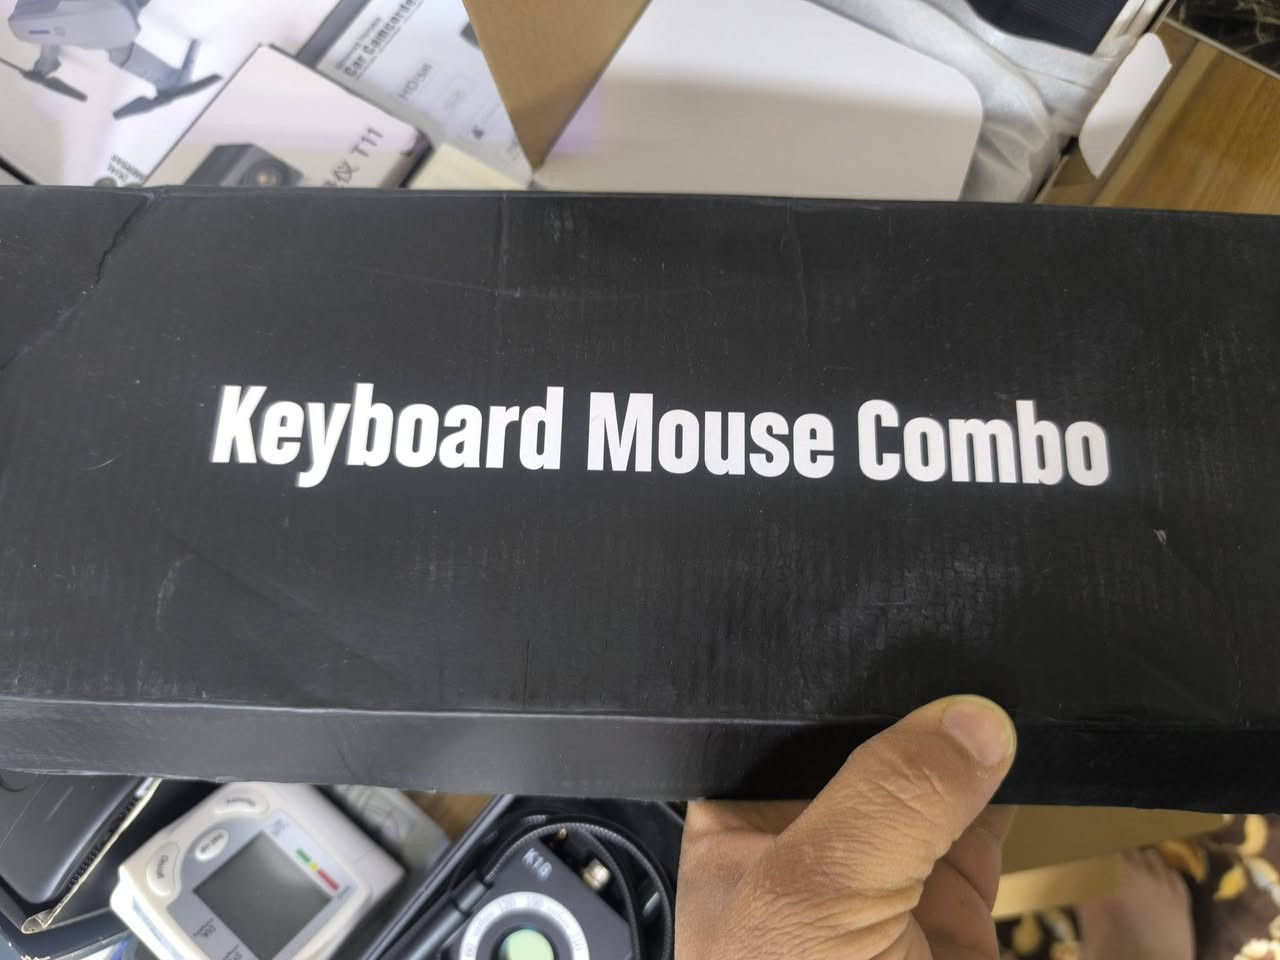 Car Camcorder
T11
Keyboard Mouse Combo
K18